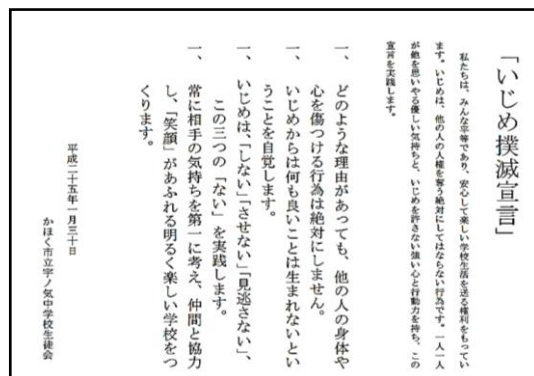 「いじめ撲滅宣言」
私たちは、みんな平等であり、安心して楽しい学校生活を送る権利をもってい
ます。いじめは、他の人の人権を奪う絶対にしてはならない行為です。一人一人
が他を思いやる優しい気持ちと、いじめを許さない強い心と行動力を持ち、この
宣言を実践します。
一、どのような理由があっても、他の人の身体や
心を傷つける行為は絶対にしません。
一、いじめからは何も良いことは生まれないとい
うことを自覚します。
一、いじめは、「しない」「させない」「見逃さない」、
この三つの「ない」を実践します。
一、常に相手の気持ちを第一に考え、仲間と協力
し、「笑顔」があふれる明るく楽しい学校をつ
くります。
平成二十五年一月三十日
かほく市立宇ノ気中学校生徒会